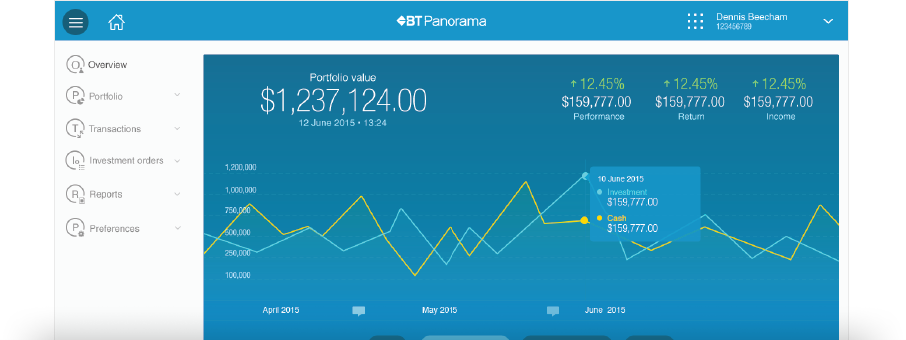 BT Panorama
Dennis Beecham
123456789
O Overview
P Portfolio
T Transactions
Io Investment orders
R Reports
P Preferences
Portfolio value
$1,237,124.00
12 June 2015 • 13:24
↑ 12.45%
$159,777.00
Performance
↑ 12.45%
$159,777.00
Return
↑ 12.45%
$159,777.00
Income
1,200,000
1,000,000
750,000
500,000
250,000
100,000
10 June 2015
Investment
$159,777.00
Cash
$159,777.00
April 2015
May 2015
June 2015